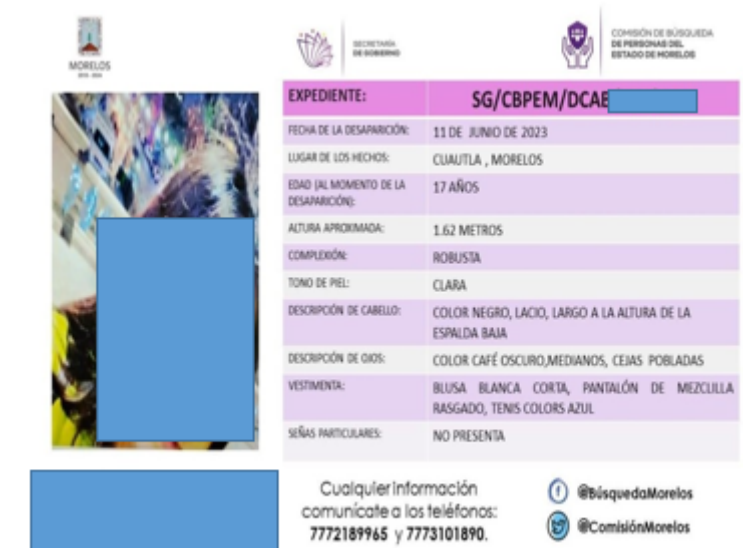 MORELOS
2018 - 2024
SECRETARÍA
DE GOBIERNO
COMISIÓN DE BÚSQUEDA
DE PERSONAS DEL
ESTADO DE MORELOS
EXPEDIENTE: SG/CBPEM/DCAE
FECHA DE LA DESAPARICIÓN: 11 DE JUNIO DE 2023
LUGAR DE LOS HECHOS: CUAUTLA , MORELOS
EDAD (AL MOMENTO DE LA DESAPARICIÓN): 17 AÑOS
ALTURA APROXIMADA: 1.62 METROS
COMPLEXIÓN: ROBUSTA
TONO DE PIEL: CLARA
DESCRIPCIÓN DE CABELLO: COLOR NEGRO, LACIO, LARGO A LA ALTURA DE LA
ESPALDA BAJA
DESCRIPCIÓN DE OJOS: COLOR CAFÉ OSCURO,MEDIANOS, CEJAS POBLADAS
VESTIMENTA: BLUSA BLANCA CORTA, PANTALÓN DE MEZCLILLA
RASGADO, TENIS COLORS AZUL
SEÑAS PARTICULARES: NO PRESENTA
Cualquier información
comunícate a los teléfonos:
7772189965 y 7773101890.
@BúsquedaMorelos
@ComisiónMorelos